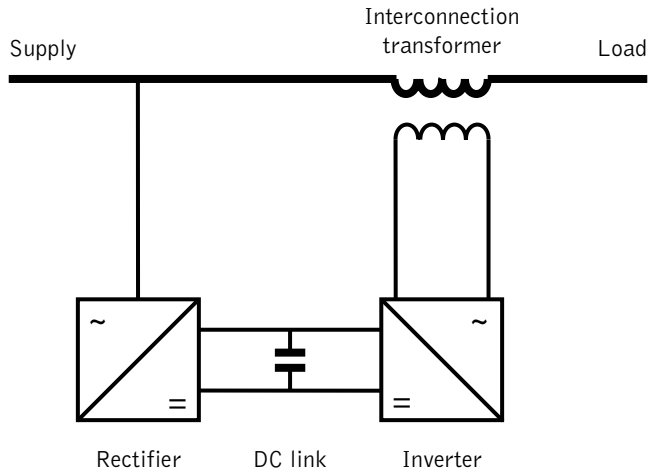 Interconnection
transformer
Supply
Load
~
=
=
~
Rectifier
DC link
Inverter